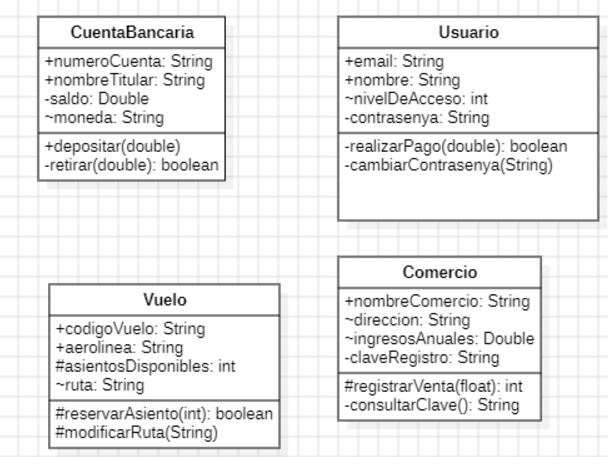 CuentaBancaria
+numeroCuenta: String
+nombreTitular: String
-saldo: Double
~moneda: String
+depositar(double)
-retirar(double): boolean
Usuario
+email: String
+nombre: String
~nivelDeAcceso: int
-contrasenya: String
-realizarPago(double): boolean
-cambiarContrasenya(String)
Vuelo
+codigoVuelo: String
+aerolinea: String
#asientosDisponibles: int
~ruta: String
#reservarAsiento(int): boolean
#modificarRuta(String)
Comercio
+nombreComercio: String
~direccion: String
~ingresosAnuales: Double
-claveRegistro: String
#registrarVenta(float): int
-consultarClave(): String